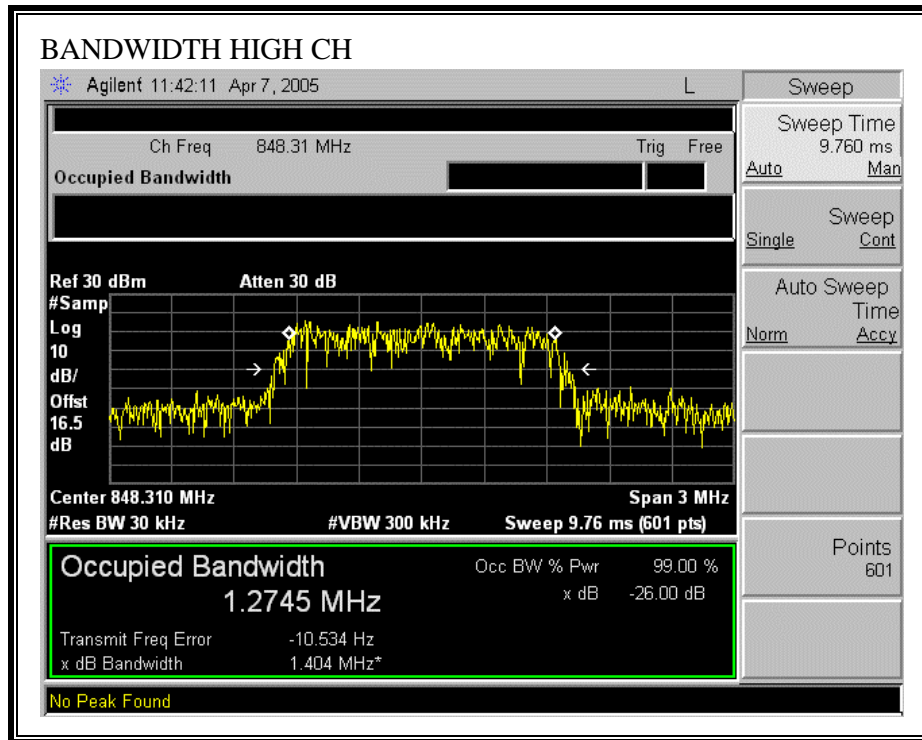 BANDWIDTH HIGH CH
Agilent 11:42:11 Apr 7, 2005 L
Sweep
Ch Freq 848.31 MHz Trig Free
Occupied Bandwidth
Sweep Time
9.760 ms
Auto Man
Sweep
Single Cont
Auto Sweep
Time
Norm Accy
Points
601
Ref 30 dBm Atten 30 dB
#Samp
Log
10
dB/
Offst
16.5
dB
Center 848.310 MHz Span 3 MHz
#Res BW 30 kHz #VBW 300 kHz Sweep 9.76 ms (601 pts)
Occupied Bandwidth
1.2745 MHz
Occ BW % Pwr 99.00 %
x dB -26.00 dB
Transmit Freq Error -10.534 Hz
x dB Bandwidth 1.404 MHz*
No Peak Found